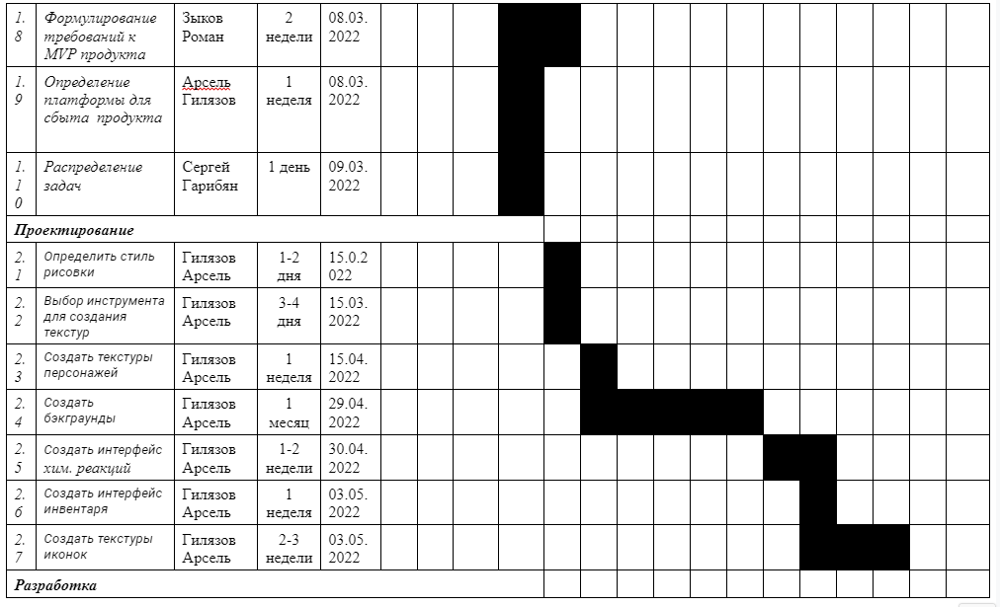 1.
8
Формулирование
требований к
MVP продукта
Зыков
Роман
2
недели
08.03.
2022
1.
9
Определение
платформы для
сбыта продукта
Арсель
Гилязов
1
неделя
08.03.
2022
1.
1
0
Распределение
задач
Сергей
Гарибян
1 день
09.03.
2022
Проектирование
2.
1
Определить стиль
рисовки
Гилязов
Арсель
1-2
дня
15.0.2
022
2.
2
Выбор инструмента
для создания
текстур
Гилязов
Арсель
3-4
дня
15.03.
2022
2.
3
Создать текстуры
персонажей
Гилязов
Арсель
1
неделя
15.04.
2022
2.
4
Создать
бэкграунды
Гилязов
Арсель
1
месяц
29.04.
2022
2.
5
Создать интерфейс
хим. реакций
Гилязов
Арсель
1-2
недели
30.04.
2022
2.
6
Создать интерфейс
инвентаря
Гилязов
Арсель
1
неделя
03.05.
2022
2.
7
Создать текстуры
иконок
Гилязов
Арсель
2-3
недели
03.05.
2022
Разработка